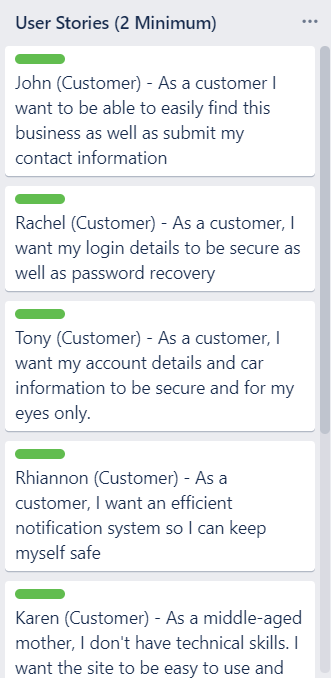 User Stories (2 Minimum)
John (Customer) - As a customer I
want to be able to easily find this
business as well as submit my
contact information
Rachel (Customer) - As a customer, I
want my login details to be secure as
well as password recovery
Tony (Customer) - As a customer, I
want my account details and car
information to be secure and for my
eyes only.
Rhiannon (Customer) - As a
customer, I want an efficient
notification system so I can keep
myself safe
Karen (Customer) - As a middle-aged
mother, I don't have technical skills. I
want the site to be easy to use and